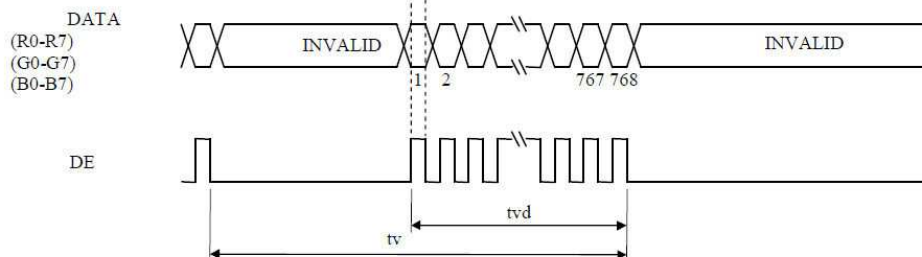 DATA
(R0-R7)
(G0-G7)
(B0-B7)
INVALID
INVALID
1 2 767 768
DE
tvd
tv